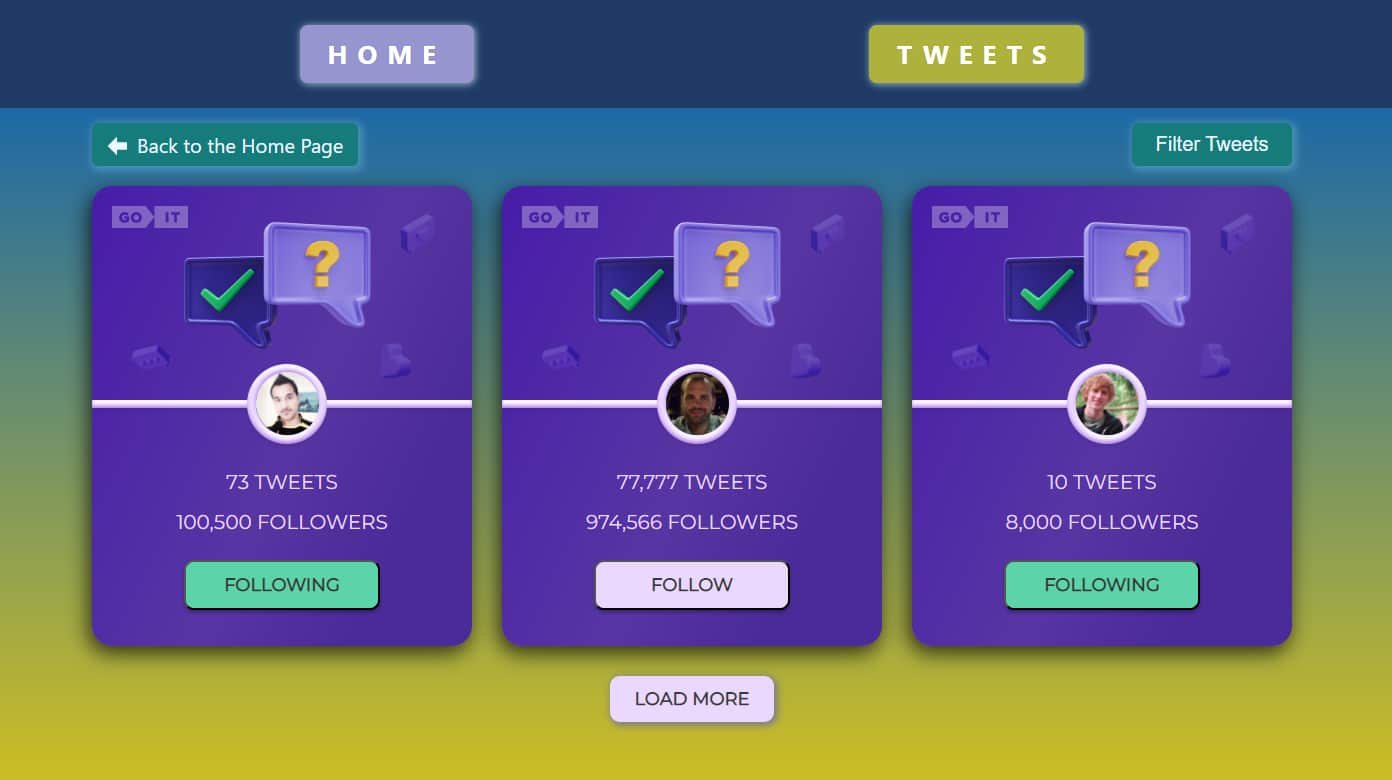 HOME
TWEETS
Back to the Home Page
Filter Tweets
GO IT
?
73 TWEETS
100,500 FOLLOWERS
FOLLOWING
GO IT
?
77,777 TWEETS
974,566 FOLLOWERS
FOLLOW
GO IT
?
10 TWEETS
8,000 FOLLOWERS
FOLLOWING
LOAD MORE